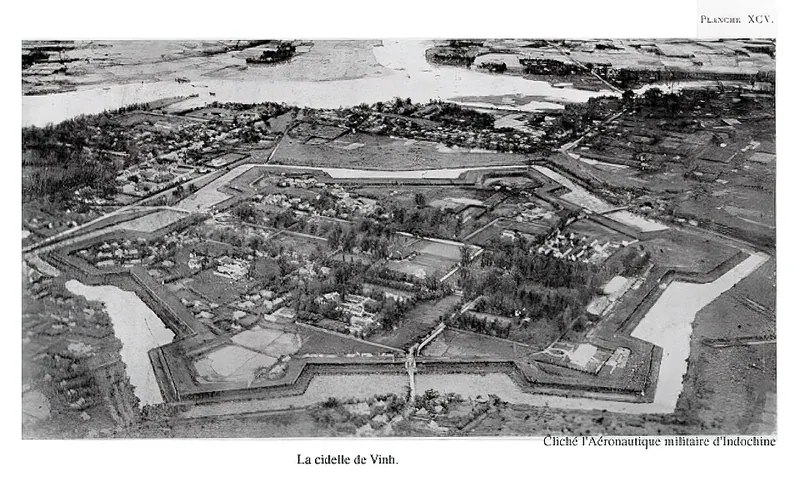 PLANCHE XCV.
Cliché l'Aéronautique militaire d'Indochine
La cidelle de Vinh.